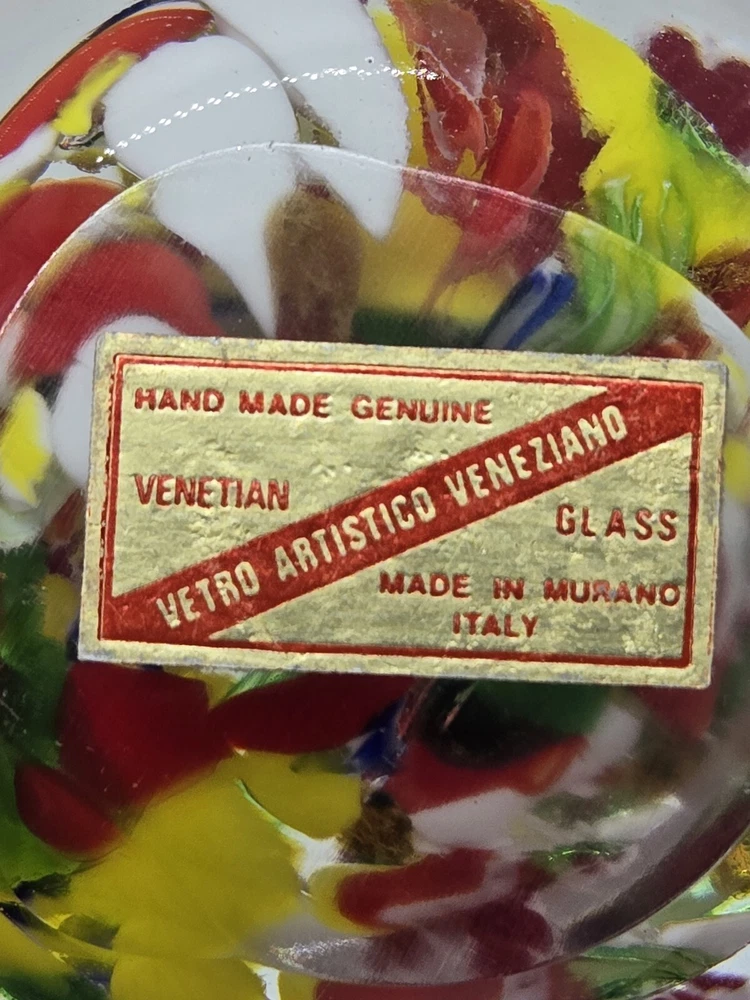 HAND MADE GENUINE
VENETIAN
VETRO ARTISTICO VENEZIANO
GLASS
MADE IN MURANO
ITALY